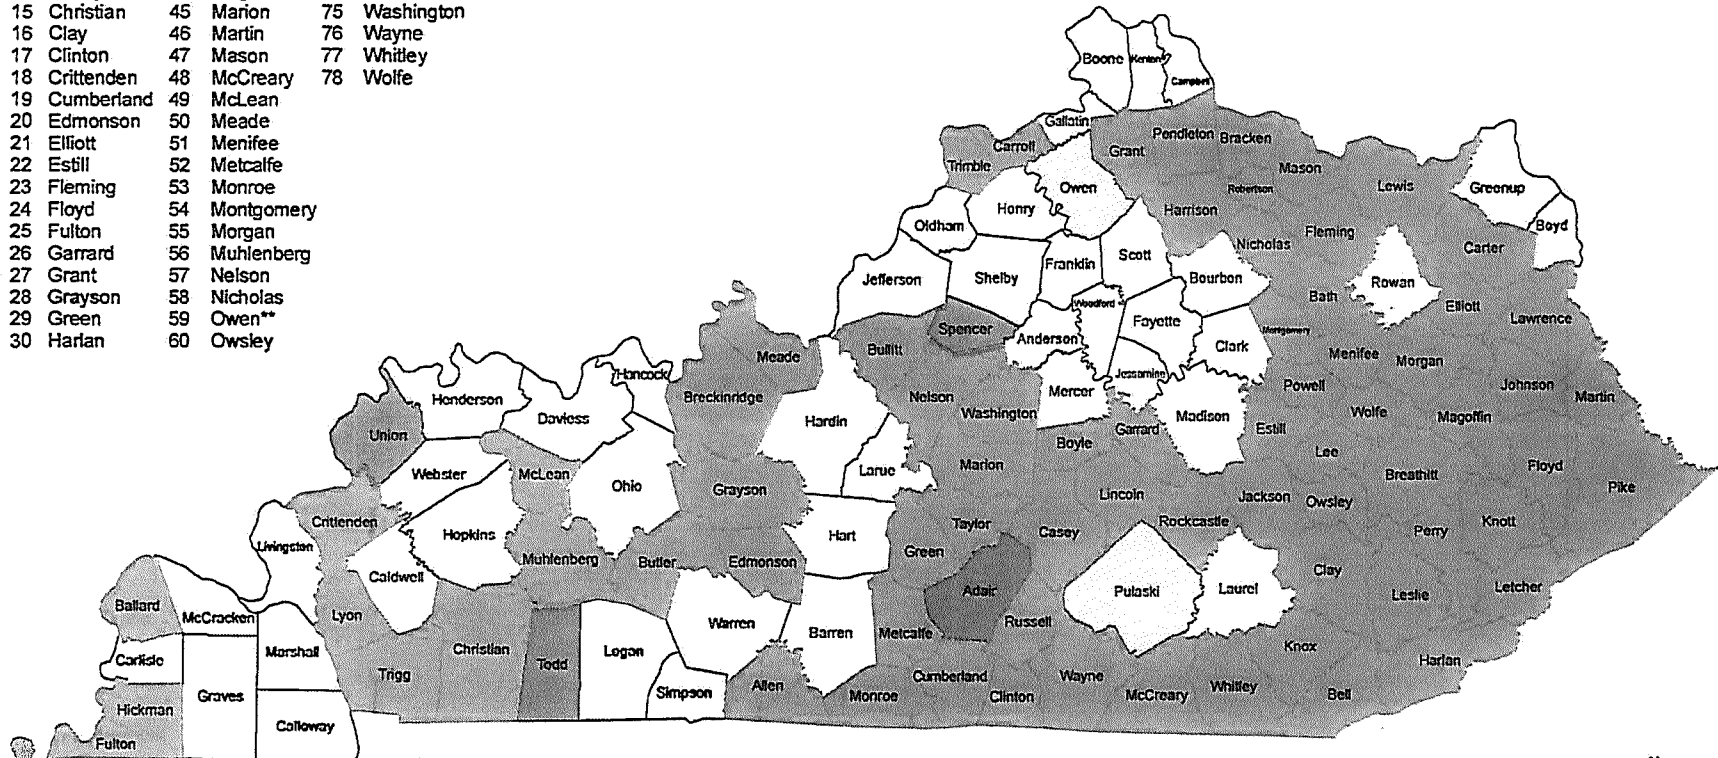 15 Christian 45 Marion 75 Washington
16 Clay 46 Martin 76 Wayne
17 Clinton 47 Mason 77 Whitley
18 Crittenden 48 McCreary 78 Wolfe
19 Cumberland 49 McLean
20 Edmonson 50 Meade
21 Elliott 51 Menifee
22 Estill 52 Metcalfe
23 Fleming 53 Monroe
24 Floyd 54 Montgomery
25 Fulton 55 Morgan
26 Garrard 56 Muhlenberg
27 Grant 57 Nelson
28 Grayson 58 Nicholas
29 Green 59 Owen**
30 Harlan 60 Owsley
Boone Kenton Campbell
Gallatin
Carroll Grant Pendleton Bracken
Trimble Mason
Owen Robertson Lewis Greenup
Oldham Henry Harrison Fleming Boyd
Nicholas Carter
Jefferson Shelby Franklin Scott Bourbon Rowan
Woodford Bath Elliott
Spencer Anderson Fayette Montgomery Lawrence
Bullitt Clark Menifee Morgan
Meade Hancock Jessamine
Breckinridge Nelson Mercer Powell Johnson Martin
Henderson Daviess Hardin Washington Madison Wolfe Magoffin
Union Boyle Garrard Estill
Webster McLean Larue Marion Lee
Ohio Grayson Breathitt Floyd Pike
Crittenden Lincoln Jackson Owsley
Hopkins Hart Taylor Casey Rockcastle Perry Knott
Livingston Muhlenberg Butler Edmonson Green
Caldwell Adair Pulaski Laurel Clay Leslie Letcher
Ballard McCracken Lyon Warren Barren Metcalfe Russell
Carlisle Marshall Christian Todd Logan Knox Harlan
Graves Trigg Simpson Allen Cumberland Wayne
Hickman Monroe Clinton McCreary Whitley Bell
Fulton Calloway